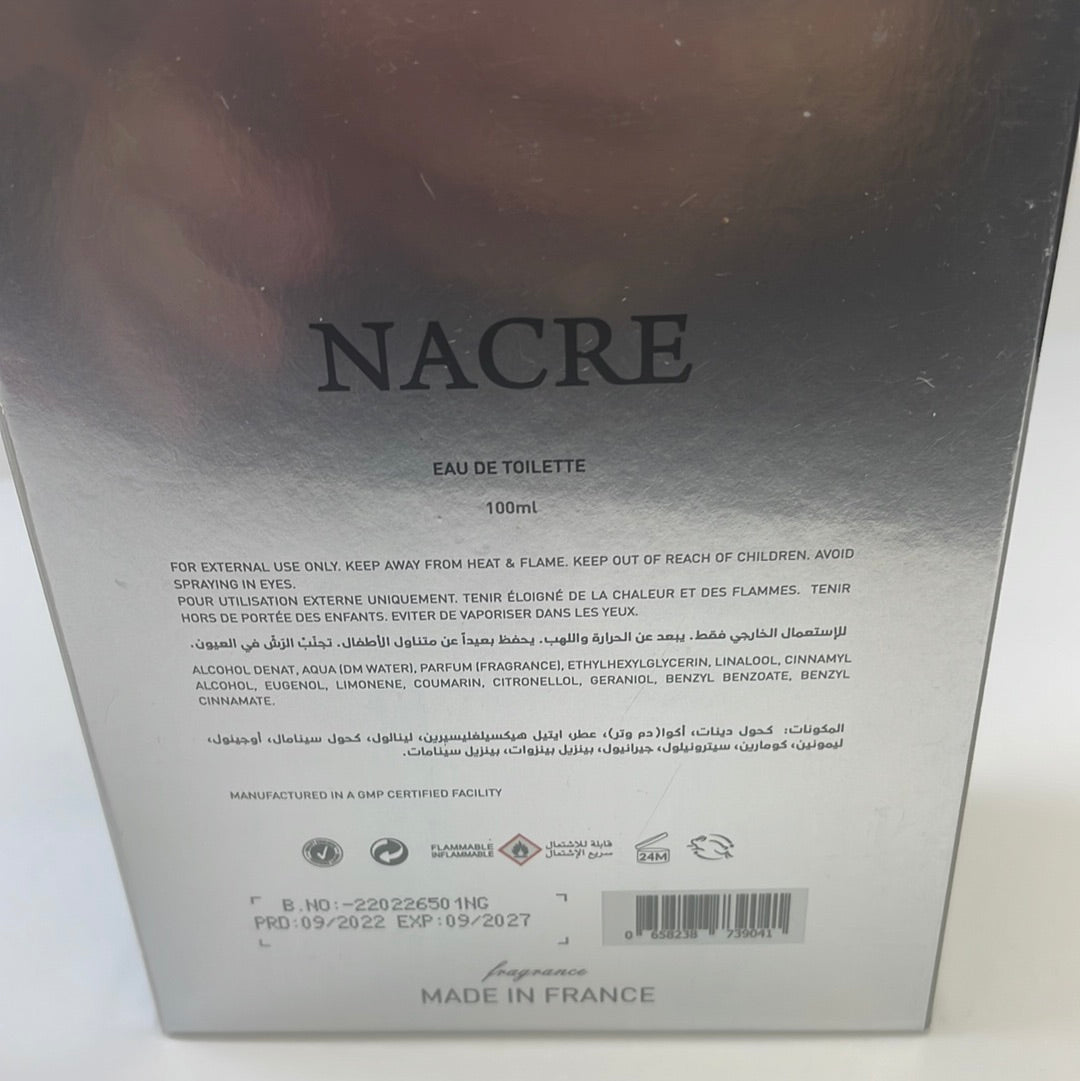 NACRE
EAU DE TOILETTE
100ml
FOR EXTERNAL USE ONLY. KEEP AWAY FROM HEAT & FLAME. KEEP OUT OF REACH OF CHILDREN. AVOID
SPRAYING IN EYES.
POUR UTILISATION EXTERNE UNIQUEMENT. TENIR ÉLOIGNÉ DE LA CHALEUR ET DES FLAMMES. TENIR
HORS DE PORTÉE DES ENFANTS. EVITER DE VAPORISER DANS LES YEUX.
للإستعمال الخارجي فقط. يبعد عن الحرارة واللهب. يحفظ بعيداً عن متناول الأطفال. تجنّب الرّش في العيون.
ALCOHOL DENAT, AQUA (DM WATER), PARFUM (FRAGRANCE), ETHYLHEXYLGLYCERIN, LINALOOL, CINNAMYL
ALCOHOL, EUGENOL, LIMONENE, COUMARIN, CITRONELLOL, GERANIOL, BENZYL BENZOATE, BENZYL
CINNAMATE.
المكونات: كحول دينات، أكوا)دم وتر(، عطر، ايتيل هيكسيلغليسيرين، لينالول، كحول سينامال، أوجينول،
ليمونين، كومارين، سيترونيلول، جيرانيول، بينزيل بينزوات، بينزيل سينامات.
MANUFACTURED IN A GMP CERTIFIED FACILITY
FLAMMABLE قابلة للاشتعال
INFLAMMABLE سريع الإشتعال
24M
B.NO:-220226501NG
PRD:09/2022 EXP:09/2027
0 658238 739041
fragrance
MADE IN FRANCE